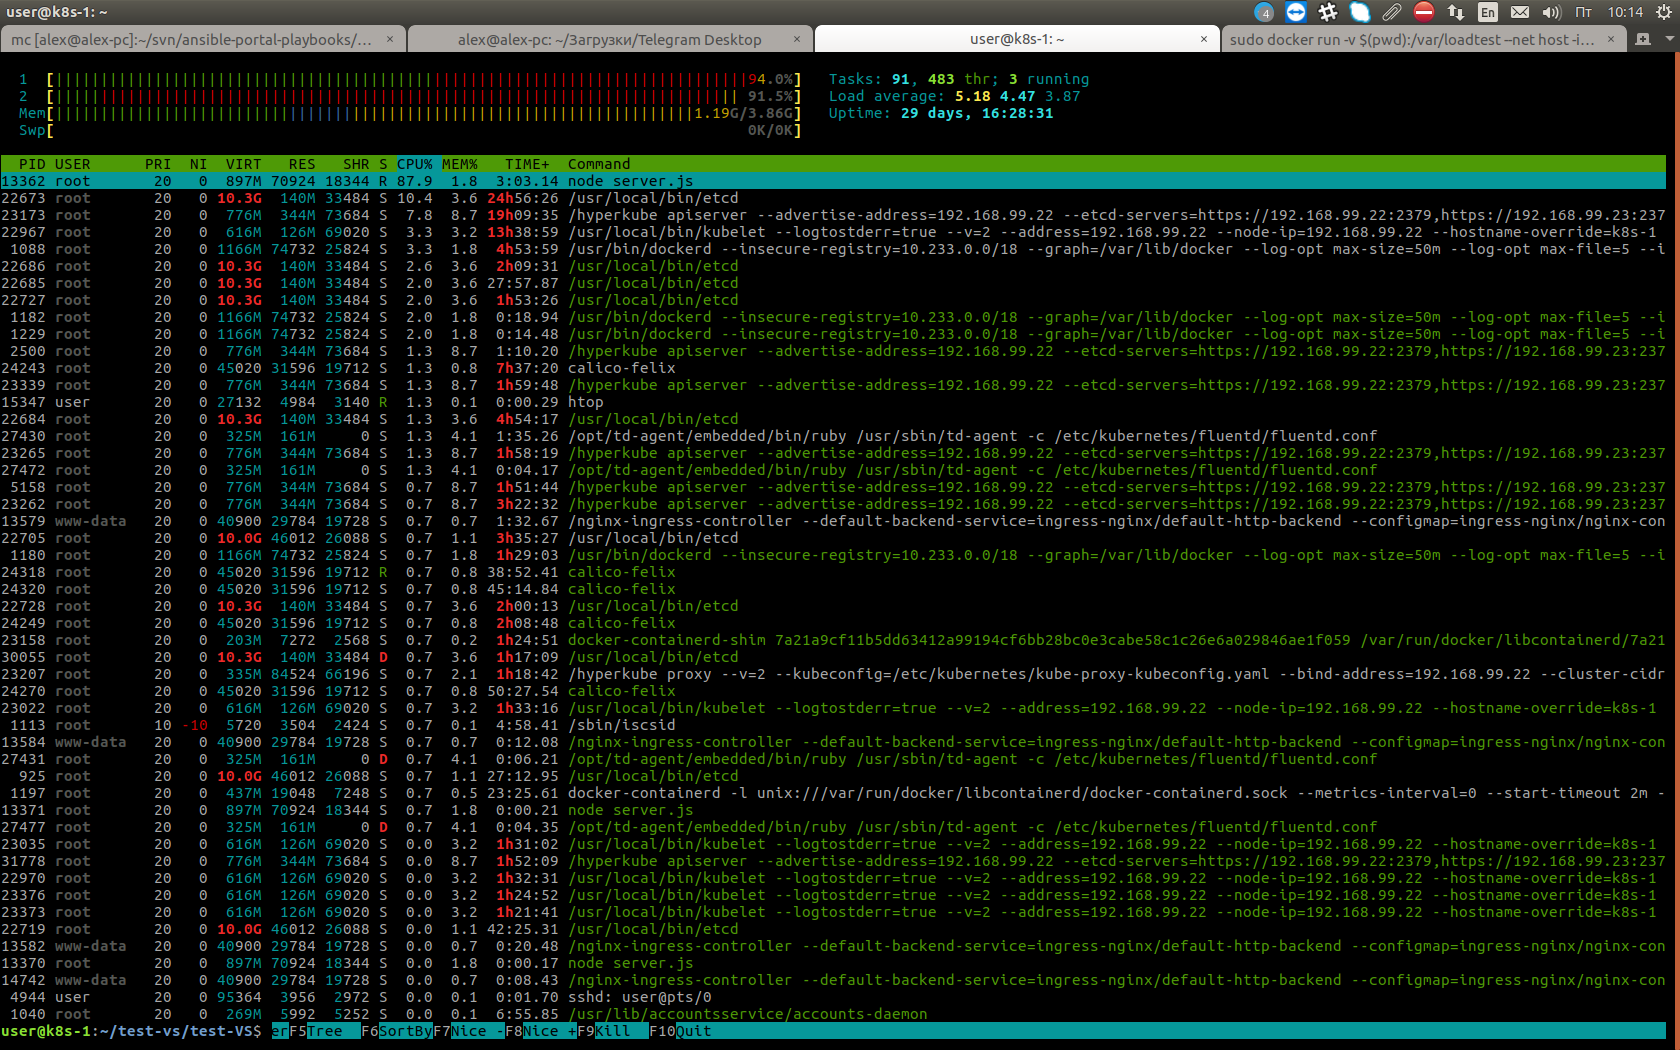 user@k8s-1: ~
4 En Пт 10:14
mc [alex@alex-pc]:~/svn/ansible-portal-playbooks/... × alex@alex-pc: ~/Загрузки/Telegram Desktop × user@k8s-1: ~ × sudo docker run -v $(pwd):/var/loadtest --net host -i... ×
1 [|||||||||||||||||||||||||||||||||||||||||||||||||||||||||||||||||||||||||||||94.0%] Tasks: 91, 483 thr; 3 running
2 [|||||||||||||||||||||||||||||||||||||||||||||||||||||||||||||||||||||||||||| 91.5%] Load average: 5.18 4.47 3.87
Mem[|||||||||||||||||||||||||||||||||||||||||||||||||||||||||||||||||||||||1.19G/3.86G] Uptime: 29 days, 16:28:31
Swp[ 0K/0K]
PID USER PRI NI VIRT RES SHR S CPU% MEM% TIME+ Command
13362 root 20 0 897M 70924 18344 R 87.9 1.8 3:03.14 node server.js
22673 root 20 0 10.3G 140M 33484 S 10.4 3.6 24h56:26 /usr/local/bin/etcd
23173 root 20 0 776M 344M 73684 S 7.8 8.7 19h09:35 /hyperkube apiserver --advertise-address=192.168.99.22 --etcd-servers=https://192.168.99.22:2379,https://192.168.99.23:237
22967 root 20 0 616M 126M 69020 S 3.3 3.2 13h38:59 /usr/local/bin/kubelet --logtostderr=true --v=2 --address=192.168.99.22 --node-ip=192.168.99.22 --hostname-override=k8s-1
1088 root 20 0 1166M 74732 25824 S 3.3 1.8 4h53:59 /usr/bin/dockerd --insecure-registry=10.233.0.0/18 --graph=/var/lib/docker --log-opt max-size=50m --log-opt max-file=5 --i
22686 root 20 0 10.3G 140M 33484 S 2.6 3.6 2h09:31 /usr/local/bin/etcd
22685 root 20 0 10.3G 140M 33484 S 2.0 3.6 27:57.87 /usr/local/bin/etcd
22727 root 20 0 10.3G 140M 33484 S 2.0 3.6 1h53:26 /usr/local/bin/etcd
1182 root 20 0 1166M 74732 25824 S 2.0 1.8 0:18.94 /usr/bin/dockerd --insecure-registry=10.233.0.0/18 --graph=/var/lib/docker --log-opt max-size=50m --log-opt max-file=5 --i
1229 root 20 0 1166M 74732 25824 S 2.0 1.8 0:14.48 /usr/bin/dockerd --insecure-registry=10.233.0.0/18 --graph=/var/lib/docker --log-opt max-size=50m --log-opt max-file=5 --i
2500 root 20 0 776M 344M 73684 S 1.3 8.7 1:10.20 /hyperkube apiserver --advertise-address=192.168.99.22 --etcd-servers=https://192.168.99.22:2379,https://192.168.99.23:237
24243 root 20 0 45020 31596 19712 S 1.3 0.8 7h37:20 calico-felix
23339 root 20 0 776M 344M 73684 S 1.3 8.7 1h59:48 /hyperkube apiserver --advertise-address=192.168.99.22 --etcd-servers=https://192.168.99.22:2379,https://192.168.99.23:237
15347 user 20 0 27132 4984 3140 R 1.3 0.1 0:00.29 htop
22684 root 20 0 10.3G 140M 33484 S 1.3 3.6 4h54:17 /usr/local/bin/etcd
27430 root 20 0 325M 161M 0 S 1.3 4.1 1:35.26 /opt/td-agent/embedded/bin/ruby /usr/sbin/td-agent -c /etc/kubernetes/fluentd/fluentd.conf
23265 root 20 0 776M 344M 73684 S 1.3 8.7 1h58:19 /hyperkube apiserver --advertise-address=192.168.99.22 --etcd-servers=https://192.168.99.22:2379,https://192.168.99.23:237
27472 root 20 0 325M 161M 0 S 1.3 4.1 0:04.17 /opt/td-agent/embedded/bin/ruby /usr/sbin/td-agent -c /etc/kubernetes/fluentd/fluentd.conf
5158 root 20 0 776M 344M 73684 S 0.7 8.7 1h51:44 /hyperkube apiserver --advertise-address=192.168.99.22 --etcd-servers=https://192.168.99.22:2379,https://192.168.99.23:237
23262 root 20 0 776M 344M 73684 S 0.7 8.7 3h22:32 /hyperkube apiserver --advertise-address=192.168.99.22 --etcd-servers=https://192.168.99.22:2379,https://192.168.99.23:237
13579 www-data 20 0 40900 29784 19728 S 0.7 0.7 1:32.67 /nginx-ingress-controller --default-backend-service=ingress-nginx/default-http-backend --configmap=ingress-nginx/nginx-con
22705 root 20 0 10.0G 46012 26088 S 0.7 1.1 3h35:27 /usr/local/bin/etcd
1180 root 20 0 1166M 74732 25824 S 0.7 1.8 1h29:03 /usr/bin/dockerd --insecure-registry=10.233.0.0/18 --graph=/var/lib/docker --log-opt max-size=50m --log-opt max-file=5 --i
24318 root 20 0 45020 31596 19712 R 0.7 0.8 38:52.41 calico-felix
24320 root 20 0 45020 31596 19712 S 0.7 0.8 45:14.84 calico-felix
22728 root 20 0 10.3G 140M 33484 S 0.7 3.6 2h00:13 /usr/local/bin/etcd
24249 root 20 0 45020 31596 19712 S 0.7 0.8 2h08:48 calico-felix
23158 root 20 0 203M 7272 2568 S 0.7 0.2 1h24:51 docker-containerd-shim 7a21a9cf11b5dd63412a99194cf6bb28bc0e3cabe58c1c26e6a029846ae1f059 /var/run/docker/libcontainerd/7a21
30055 root 20 0 10.3G 140M 33484 D 0.7 3.6 1h17:09 /usr/local/bin/etcd
23207 root 20 0 335M 84524 66196 S 0.7 2.1 1h18:42 /hyperkube proxy --v=2 --kubeconfig=/etc/kubernetes/kube-proxy-kubeconfig.yaml --bind-address=192.168.99.22 --cluster-cidr
24270 root 20 0 45020 31596 19712 S 0.7 0.8 50:27.54 calico-felix
23022 root 20 0 616M 126M 69020 S 0.7 3.2 1h33:16 /usr/local/bin/kubelet --logtostderr=true --v=2 --address=192.168.99.22 --node-ip=192.168.99.22 --hostname-override=k8s-1
1113 root 10 -10 5720 3504 2424 S 0.7 0.1 4:58.41 /sbin/iscsid
13584 www-data 20 0 40900 29784 19728 S 0.7 0.7 0:12.08 /nginx-ingress-controller --default-backend-service=ingress-nginx/default-http-backend --configmap=ingress-nginx/nginx-con
27431 root 20 0 325M 161M 0 D 0.7 4.1 0:06.21 /opt/td-agent/embedded/bin/ruby /usr/sbin/td-agent -c /etc/kubernetes/fluentd/fluentd.conf
925 root 20 0 10.0G 46012 26088 S 0.7 1.1 27:12.95 /usr/local/bin/etcd
1197 root 20 0 437M 19048 7248 S 0.7 0.5 23:25.61 docker-containerd -l unix:///var/run/docker/libcontainerd/docker-containerd.sock --metrics-interval=0 --start-timeout 2m -
13371 root 20 0 897M 70924 18344 S 0.7 1.8 0:00.21 node server.js
27477 root 20 0 325M 161M 0 D 0.7 4.1 0:04.35 /opt/td-agent/embedded/bin/ruby /usr/sbin/td-agent -c /etc/kubernetes/fluentd/fluentd.conf
23035 root 20 0 616M 126M 69020 S 0.0 3.2 1h31:02 /usr/local/bin/kubelet --logtostderr=true --v=2 --address=192.168.99.22 --node-ip=192.168.99.22 --hostname-override=k8s-1
31778 root 20 0 776M 344M 73684 S 0.0 8.7 1h52:09 /hyperkube apiserver --advertise-address=192.168.99.22 --etcd-servers=https://192.168.99.22:2379,https://192.168.99.23:237
22970 root 20 0 616M 126M 69020 S 0.0 3.2 1h32:31 /usr/local/bin/kubelet --logtostderr=true --v=2 --address=192.168.99.22 --node-ip=192.168.99.22 --hostname-override=k8s-1
23376 root 20 0 616M 126M 69020 S 0.0 3.2 1h24:52 /usr/local/bin/kubelet --logtostderr=true --v=2 --address=192.168.99.22 --node-ip=192.168.99.22 --hostname-override=k8s-1
23373 root 20 0 616M 126M 69020 S 0.0 3.2 1h21:41 /usr/local/bin/kubelet --logtostderr=true --v=2 --address=192.168.99.22 --node-ip=192.168.99.22 --hostname-override=k8s-1
22719 root 20 0 10.0G 46012 26088 S 0.0 1.1 42:25.31 /usr/local/bin/etcd
13582 www-data 20 0 40900 29784 19728 S 0.0 0.7 0:20.48 /nginx-ingress-controller --default-backend-service=ingress-nginx/default-http-backend --configmap=ingress-nginx/nginx-con
13370 root 20 0 897M 70924 18344 S 0.0 1.8 0:00.17 node server.js
14742 www-data 20 0 40900 29784 19728 S 0.0 0.7 0:08.43 /nginx-ingress-controller --default-backend-service=ingress-nginx/default-http-backend --configmap=ingress-nginx/nginx-con
4944 user 20 0 95364 3956 2972 S 0.0 0.1 0:01.70 sshd: user@pts/0
1040 root 20 0 269M 5992 5252 S 0.0 0.1 6:55.85 /usr/lib/accountsservice/accounts-daemon
user@k8s-1:~/test-vs/test-VS$ erF5Tree F6SortByF7Nice -F8Nice +F9Kill F10Quit